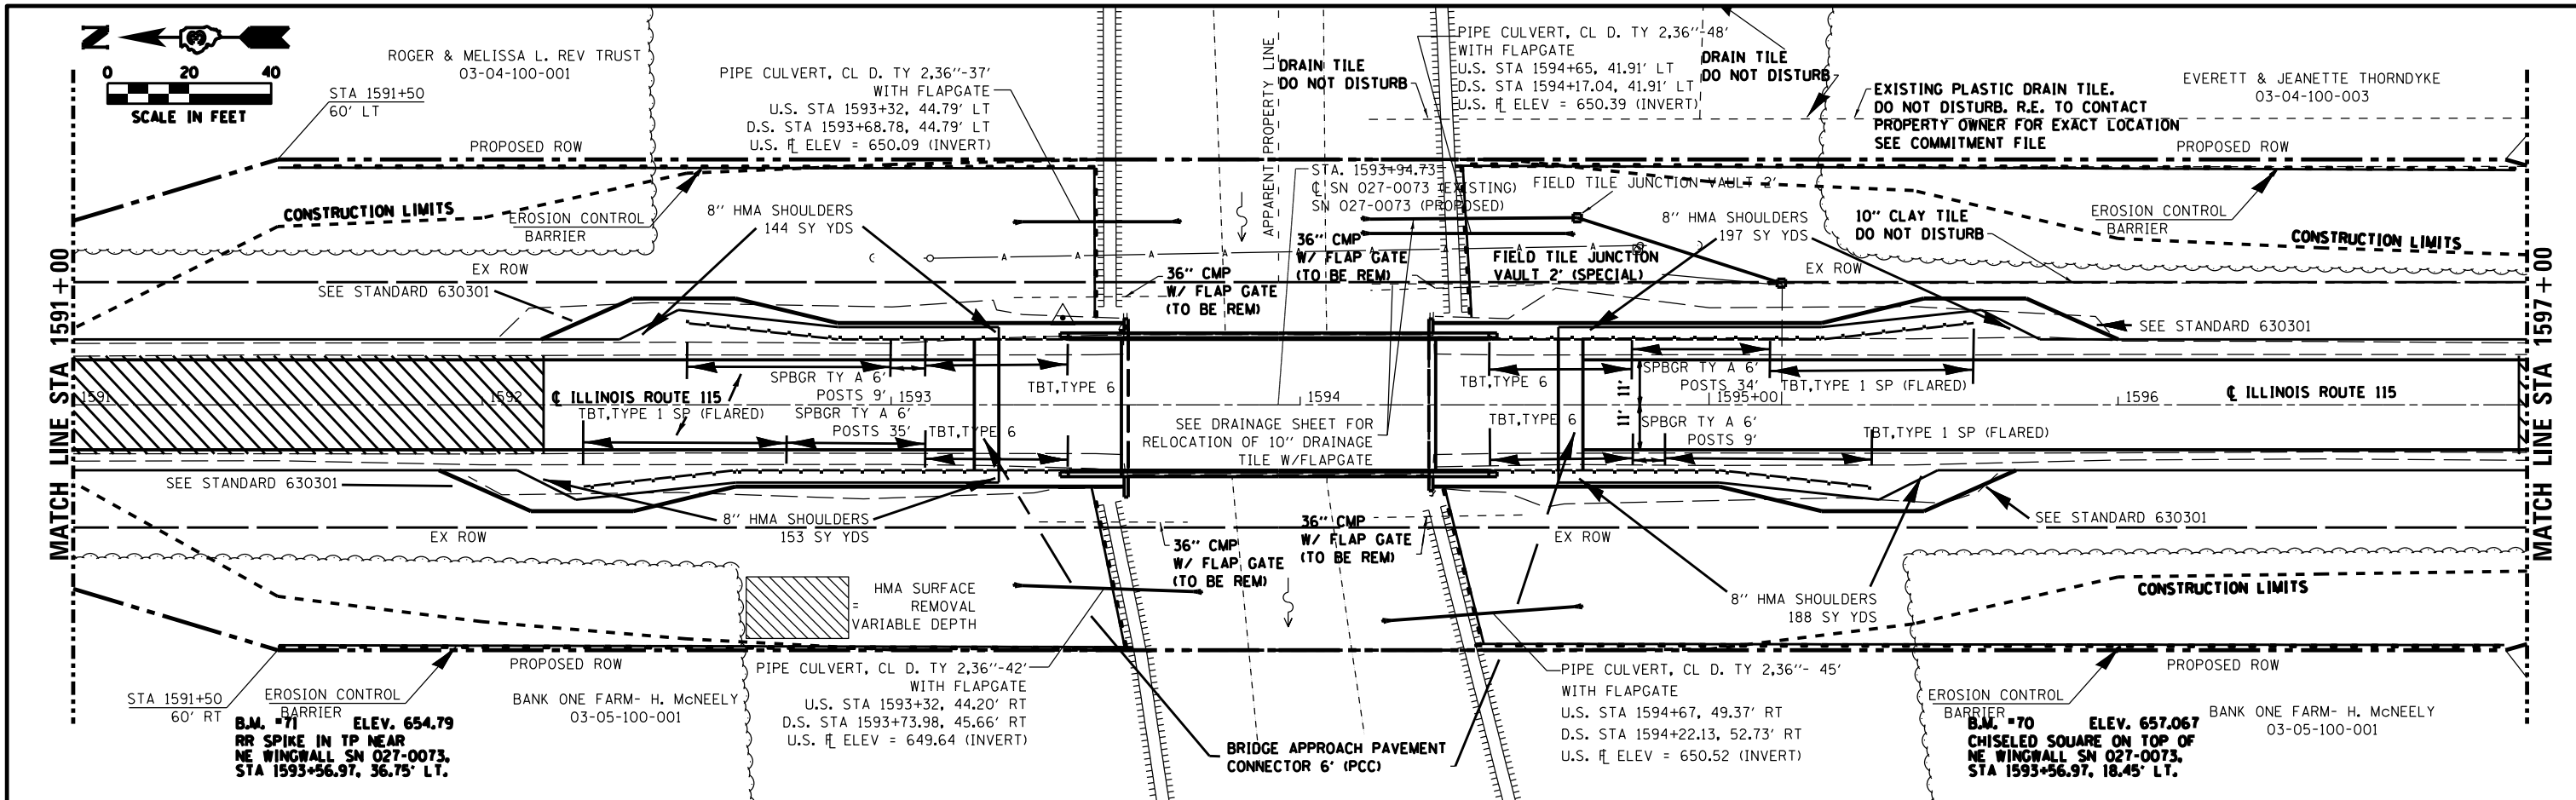 N
0 20 40
SCALE IN FEET
ROGER & MELISSA L. REV TRUST
03-04-100-001
STA 1591+50
60' LT
PIPE CULVERT, CL D. TY 2,36''-37'
WITH FLAPGATE
U.S. STA 1593+32, 44.79' LT
D.S. STA 1593+68.78, 44.79' LT
U.S. FL ELEV = 650.09 (INVERT)
APPARENT PROPERTY LINE
DRAIN TILE
DO NOT DISTURB
PIPE CULVERT, CL D. TY 2,36''-48'
WITH FLAPGATE
U.S. STA 1594+65, 41.91' LT
D.S. STA 1594+17.04, 41.91' LT
U.S. FL ELEV = 650.39 (INVERT)
DRAIN TILE
DO NOT DISTURB
EXISTING PLASTIC DRAIN TILE.
DO NOT DISTURB. R.E. TO CONTACT
PROPERTY OWNER FOR EXACT LOCATION
SEE COMMITMENT FILE
EVERETT & JEANETTE THORNDYKE
03-04-100-003
PROPOSED ROW
PROPOSED ROW
STA. 1593+94.73
CL SN 027-0073 (EXISTING)
SN 027-0073 (PROPOSED)
FIELD TILE JUNCTION VAULT 2'
CONSTRUCTION LIMITS
EROSION CONTROL
BARRIER
8'' HMA SHOULDERS
144 SY YDS
8'' HMA SHOULDERS
197 SY YDS
10'' CLAY TILE
DO NOT DISTURB
EROSION CONTROL
BARRIER
CONSTRUCTION LIMITS
36'' CMP
W/ FLAP GATE
(TO BE REM)
36'' CMP
W/ FLAP GATE
(TO BE REM)
FIELD TILE JUNCTION
VAULT 2' (SPECIAL)
A A A A A A A
EX ROW
EX ROW
SEE STANDARD 630301
SEE STANDARD 630301
MATCH LINE STA 1591+00
MATCH LINE STA 1597+00
SPBGR TY A 6'
POSTS 9'
TBT,TYPE 6
TBT,TYPE 6
SPBGR TY A 6'
POSTS 34'
TBT,TYPE 1 SP (FLARED)
1591
1592
CL ILLINOIS ROUTE 115
1593
1594
1595+00
1596
CL ILLINOIS ROUTE 115
11' 11'
TBT,TYPE 1 SP (FLARED)
SPBGR TY A 6'
POSTS 35'
TBT,TYPE 6
SEE DRAINAGE SHEET FOR
RELOCATION OF 10'' DRAINAGE
TILE W/FLAPGATE
TBT,TYPE 6
SPBGR TY A 6'
POSTS 9'
TBT,TYPE 1 SP (FLARED)
SEE STANDARD 630301
SEE STANDARD 630301
8'' HMA SHOULDERS
153 SY YDS
EX ROW
EX ROW
36'' CMP
W/ FLAP GATE
(TO BE REM)
36'' CMP
W/ FLAP GATE
(TO BE REM)
HMA SURFACE
= REMOVAL
VARIABLE DEPTH
8'' HMA SHOULDERS
188 SY YDS
CONSTRUCTION LIMITS
PROPOSED ROW
PROPOSED ROW
STA 1591+50
60' RT
EROSION CONTROL
BARRIER
B.M. #71 ELEV. 654.79
RR SPIKE IN TP NEAR
NE WINGWALL SN 027-0073,
STA 1593+56.97, 36.75' LT.
BANK ONE FARM- H. McNEELY
03-05-100-001
PIPE CULVERT, CL D. TY 2,36''-42'
WITH FLAPGATE
U.S. STA 1593+32, 44.20' RT
D.S. STA 1593+73.98, 45.66' RT
U.S. FL ELEV = 649.64 (INVERT)
BRIDGE APPROACH PAVEMENT
CONNECTOR 6' (PCC)
PIPE CULVERT, CL D. TY 2,36''- 45'
WITH FLAPGATE
U.S. STA 1594+67, 49.37' RT
D.S. STA 1594+22.13, 52.73' RT
U.S. FL ELEV = 650.52 (INVERT)
EROSION CONTROL
BARRIER
B.M. #70 ELEV. 657.067
CHISELED SQUARE ON TOP OF
NE WINGWALL SN 027-0073,
STA 1593+56.97, 18.45' LT.
BANK ONE FARM- H. McNEELY
03-05-100-001